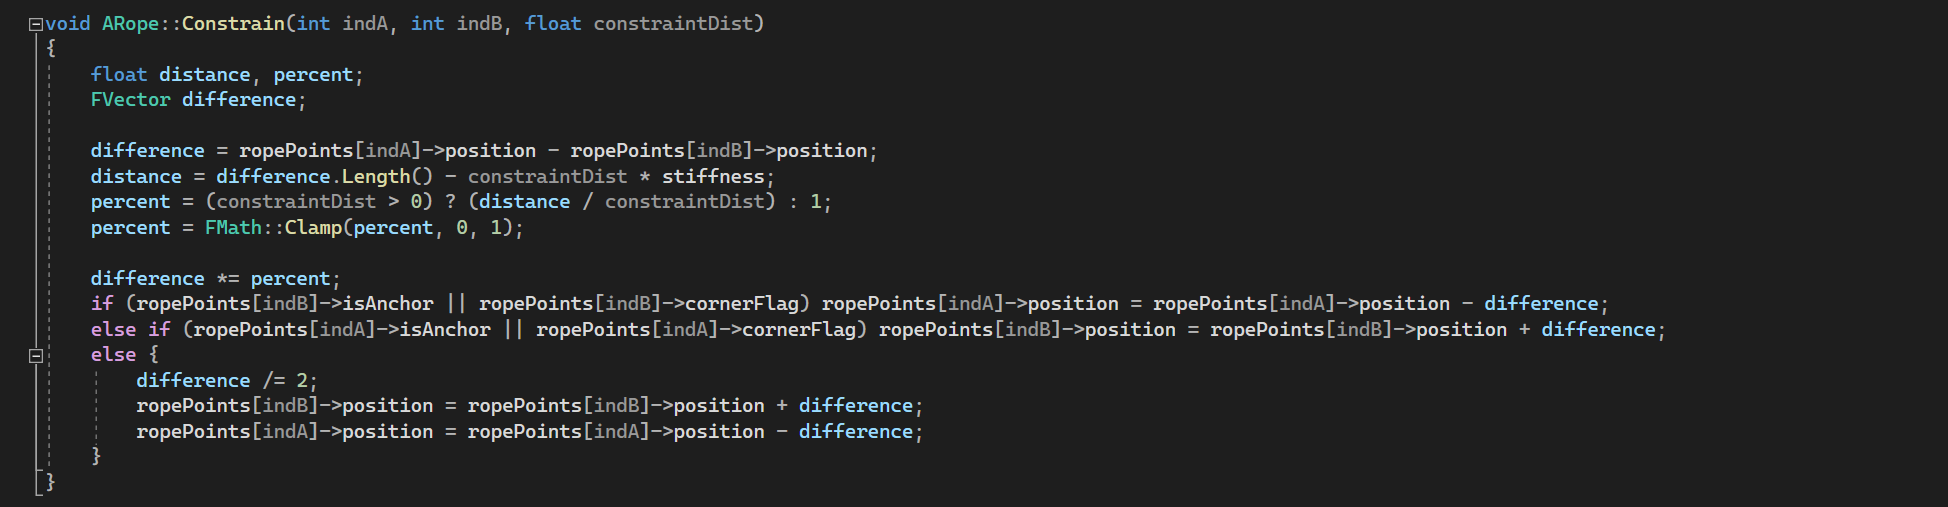 void ARope::Constrain(int indA, int indB, float constraintDist)
{
    float distance, percent;
    FVector difference;

    difference = ropePoints[indA]->position - ropePoints[indB]->position;
    distance = difference.Length() - constraintDist * stiffness;
    percent = (constraintDist > 0) ? (distance / constraintDist) : 1;
    percent = FMath::Clamp(percent, 0, 1);

    difference *= percent;
    if (ropePoints[indB]->isAnchor || ropePoints[indB]->cornerFlag) ropePoints[indA]->position = ropePoints[indA]->position - difference;
    else if (ropePoints[indA]->isAnchor || ropePoints[indA]->cornerFlag) ropePoints[indB]->position = ropePoints[indB]->position + difference;
    else {
        difference /= 2;
        ropePoints[indB]->position = ropePoints[indB]->position + difference;
        ropePoints[indA]->position = ropePoints[indA]->position - difference;
    }
}